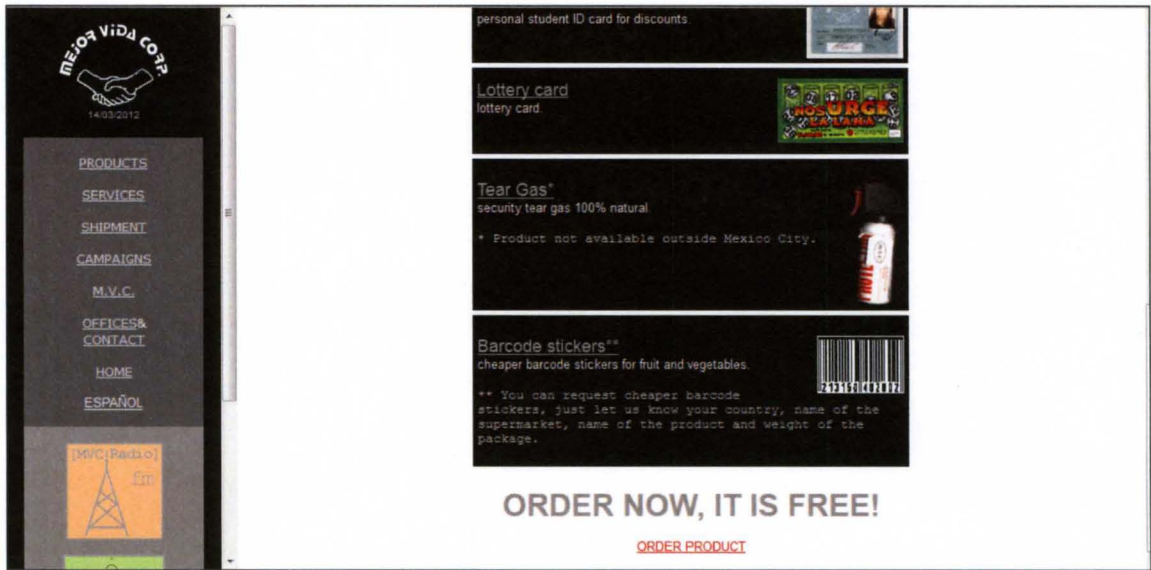 MEJOR VIDA CORP.
14/03/2012
PRODUCTS
SERVICES
SHIPMENT
CAMPAIGNS
M.V.C.
OFFICES&
CONTACT
HOME
ESPAÑOL
[MVC Radio]
fm
personal student ID card for discounts.
Lottery card
lottery card.
NOS URGE
LA LANA
Tear Gas*
security tear gas 100% natural.
* Product not available outside Mexico City.
Barcode stickers**
cheaper barcode stickers for fruit and vegetables.
** You can request cheaper barcode
stickers, just let us know your country, name of the
supermarket, name of the product and weight of the
package.
ORDER NOW, IT IS FREE!
ORDER PRODUCT